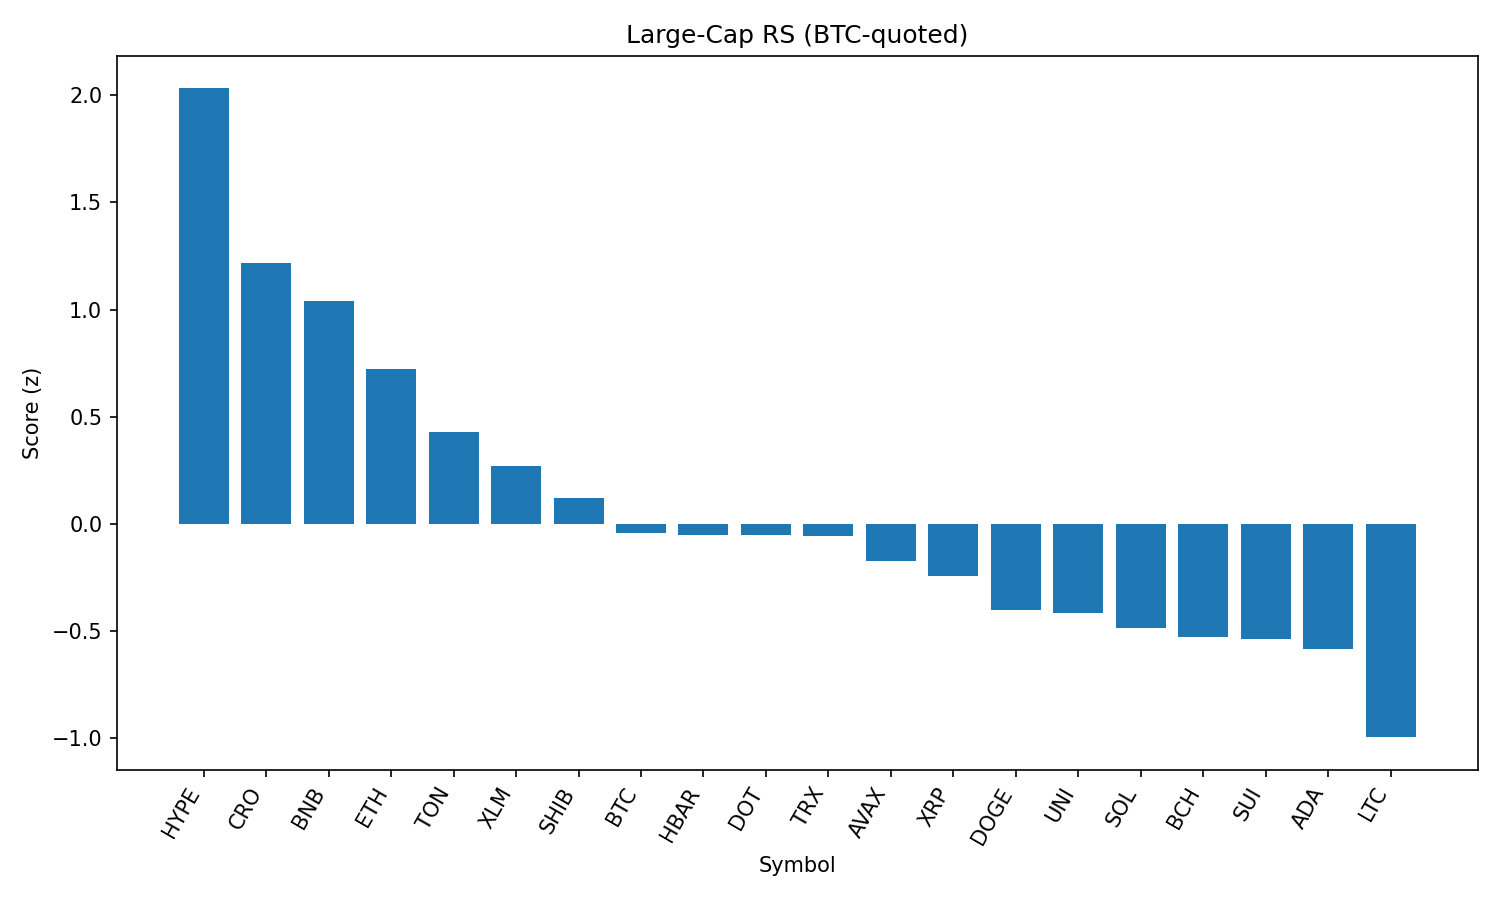 Large-Cap RS (BTC-quoted)
Score (z)
2.0
1.5
1.0
0.5
0.0
−0.5
−1.0
HYPE
CRO
BNB
ETH
TON
XLM
SHIB
BTC
HBAR
DOT
TRX
AVAX
XRP
DOGE
UNI
SOL
BCH
SUI
ADA
LTC
Symbol